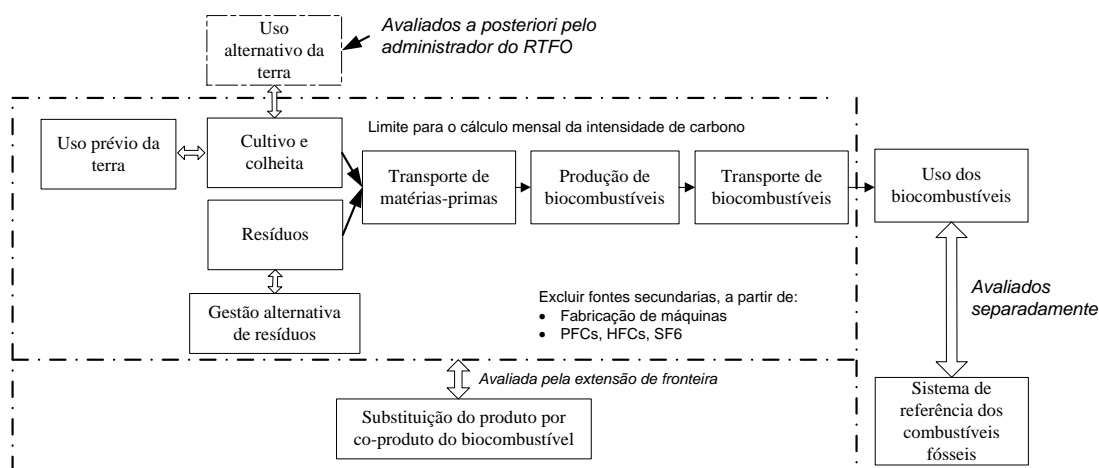 Uso
alternativo da
terra
Avaliados a posteriori pelo
administrador do RTFO
Uso prévio da
terra
Cultivo e
colheita
Limite para o cálculo mensal da intensidade de carbono
Transporte de
matérias-primas
Produção de
biocombustíveis
Transporte de
biocombustíveis
Uso dos
biocombustíveis
Resíduos
Gestão alternativa
de resíduos
Excluir fontes secundarias, a partir de:
• Fabricação de máquinas
• PFCs, HFCs, SF6
Avaliados
separadamente
Avaliada pela extensão de fronteira
Substituição do produto por
co-produto do biocombustível
Sistema de
referência dos
combustíveis
fósseis